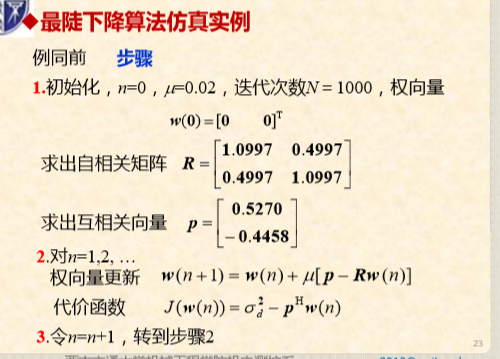 ◆最陡下降算法仿真实例
例同前 步骤
1.初始化，n=0，μ=0.02，迭代次数N = 1000，权向量
w(0) = [0 0]^T
求出自相关矩阵 R = [1.0997 0.4997
0.4997 1.0997]
求出互相关向量 p = [0.5270
−0.4458]
2.对n=1,2, …
权向量更新 w(n+1) = w(n) + μ[p − Rw(n)]
代价函数 J(w(n)) = σ_d^2 − p^H w(n)
3.令n=n+1，转到步骤2
23